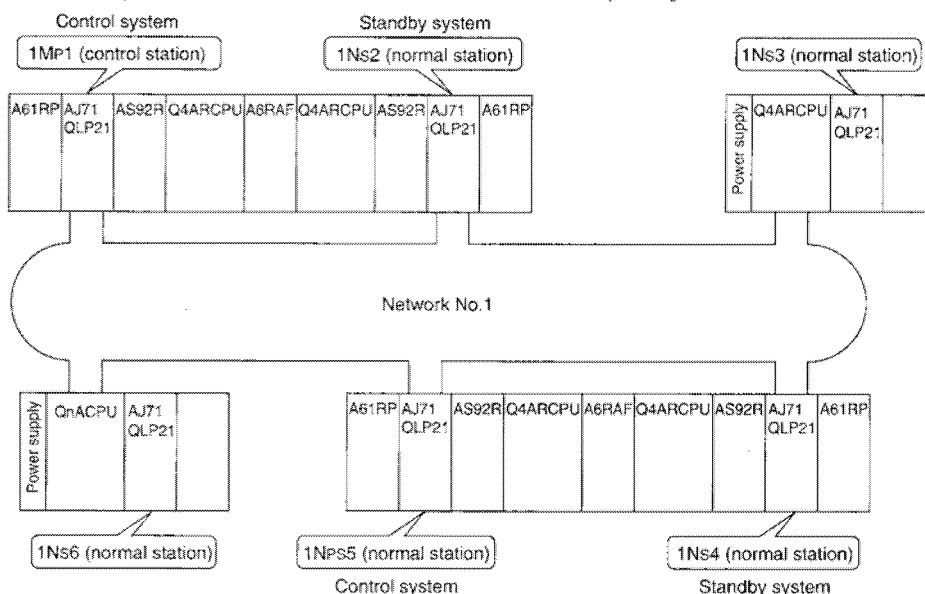 Control system
Standby system
1MP1 (control station)
1NS2 (normal station)
1NS3 (normal station)
A61RP AJ71 QLP21 AS92R Q4ARCPU A6RAF Q4ARCPU AS92R AJ71 QLP21 A61RP
Power supply Q4ARCPU AJ71 QLP21
Network No.1
Power supply QnACPU AJ71 QLP21
A61RP AJ71 QLP21 AS92R Q4ARCPU A6RAF Q4ARCPU AS92R AJ71 QLP21 A61RP
1NS6 (normal station)
1NPS5 (normal station)
1NS4 (normal station)
Control system
Standby system